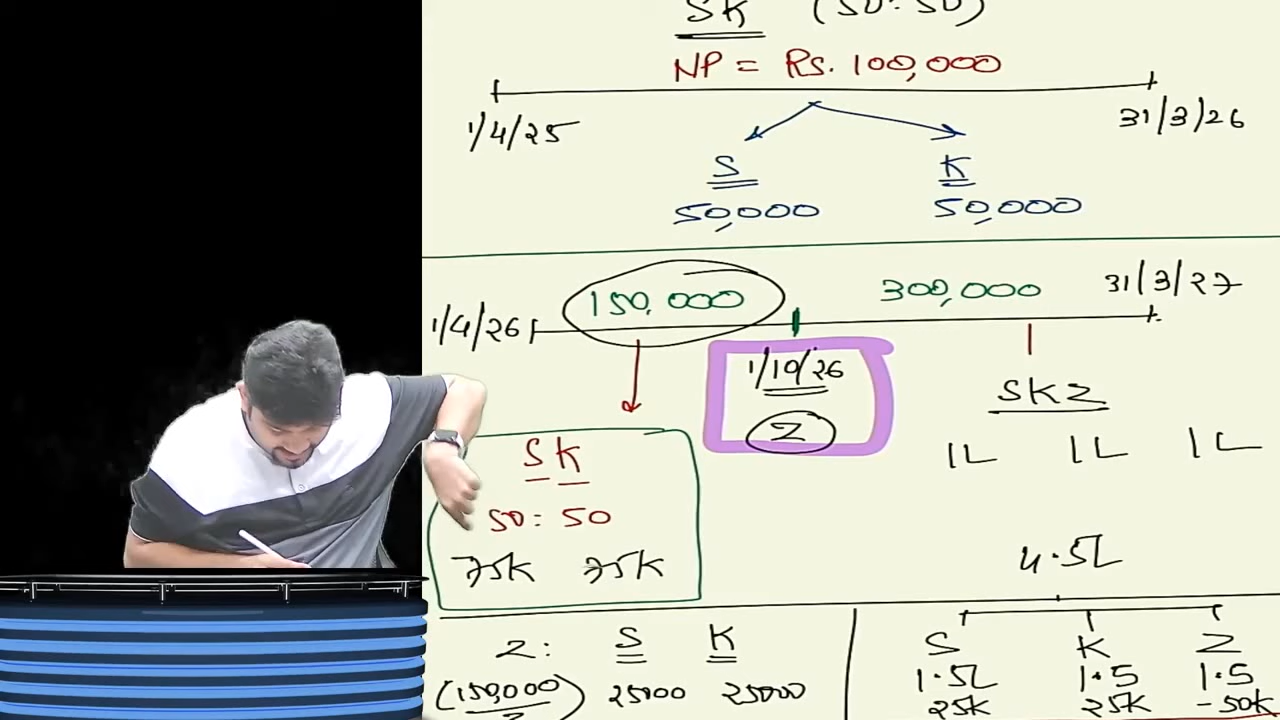 SK (50:50)
NP = Rs. 100,000
1/4/25 31/3/26
S K
50,000 50,000
1/4/26 150,000 300,000 31/3/27
1/10/26
Z
SKZ
1L 1L 1L
SK
50:50
75K 75K
4.5L
Z: S K
(150,000) 25000 25000
S K Z
1.5L 1.5 1.5
25K 25K -50K